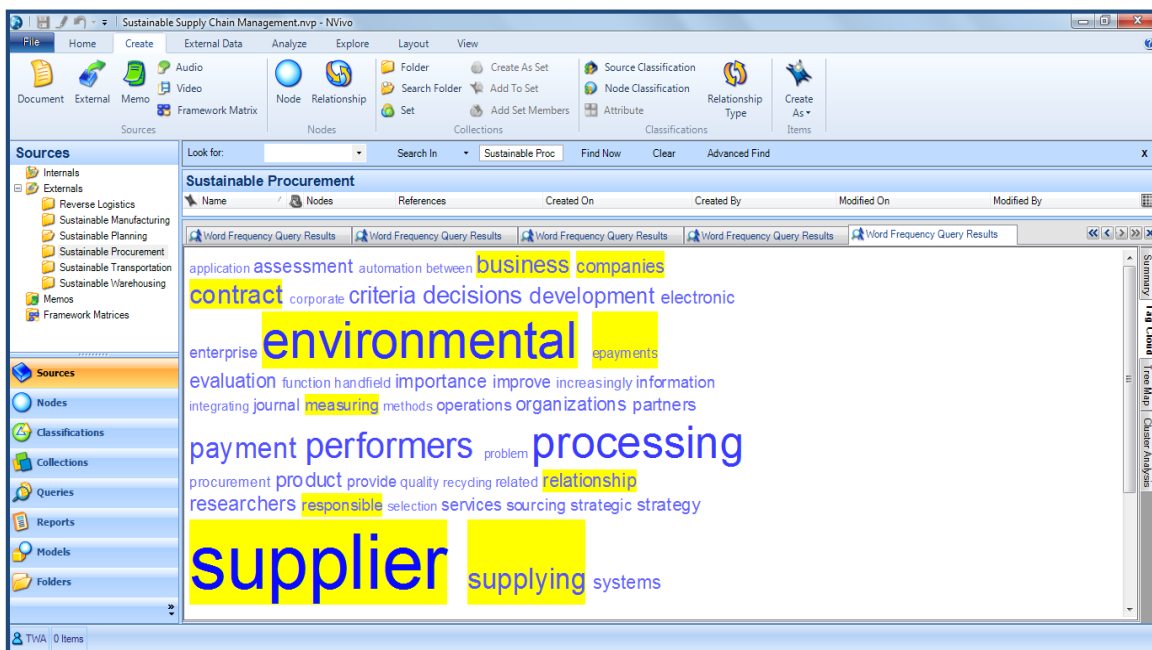 Sustainable Supply Chain Management.nvp - NVivo
File Home Create External Data Analyze Explore Layout View
Document External Memo Audio Video Framework Matrix
Sources
Node Relationship
Nodes
Folder Create As Set
Search Folder Add To Set
Set Add Set Members
Collections
Source Classification
Node Classification
Attribute
Relationship Type
Classifications
Create As
Items
Sources
Look for: Search In Sustainable Proc Find Now Clear Advanced Find x
Internals
Externals
Reverse Logistics
Sustainable Manufacturing
Sustainable Planning
Sustainable Procurement
Sustainable Transportation
Sustainable Warehousing
Memos
Framework Matrices
Sources
Nodes
Classifications
Collections
Queries
Reports
Models
Folders
Sustainable Procurement
Name Nodes References Created On Created By Modified On Modified By
Word Frequency Query Results Word Frequency Query Results Word Frequency Query Results Word Frequency Query Results Word Frequency Query Results
application assessment automation between business companies
contract corporate criteria decisions development electronic
enterprise environmental epayments
evaluation function handfield importance improve increasingly information
integrating journal measuring methods operations organizations partners
payment performers problem processing
procurement product provide quality recycling related relationship
researchers responsible selection services sourcing strategic strategy
supplier supplying systems
Summary
Tag Cloud
Tree Map
Cluster Analysis
TWA 0 Items